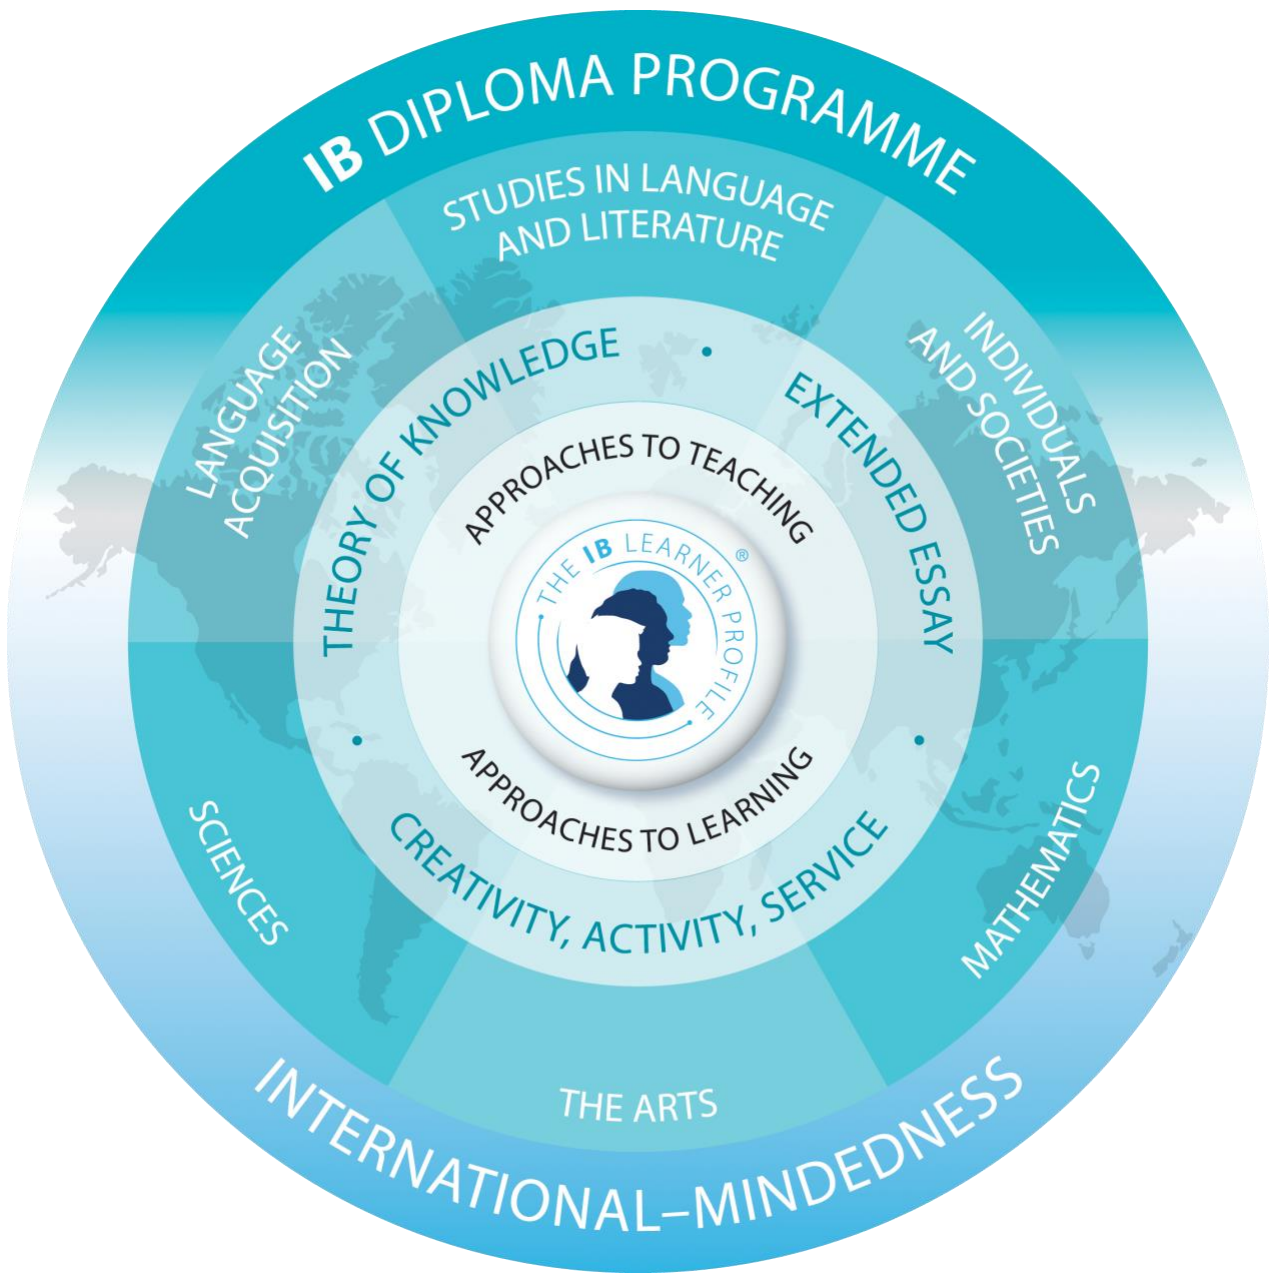 IB DIPLOMA PROGRAMME
STUDIES IN LANGUAGE
AND LITERATURE
LANGUAGE
ACQUISITION
INDIVIDUALS
AND SOCIETIES
THEORY OF KNOWLEDGE
•
EXTENDED ESSAY
APPROACHES TO TEACHING
THE IB LEARNER PROFILE ®
APPROACHES TO LEARNING
•
CREATIVITY, ACTIVITY, SERVICE
•
SCIENCES
MATHEMATICS
THE ARTS
INTERNATIONAL–MINDEDNESS